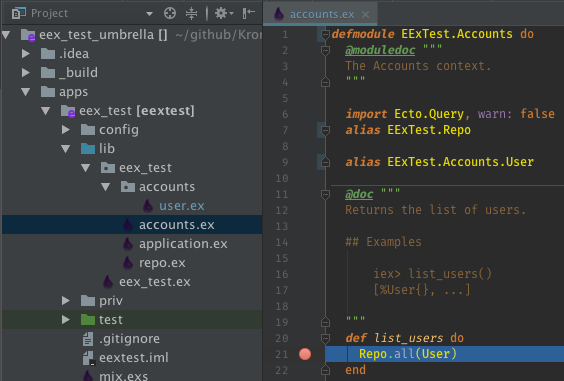 Project
eex_test_umbrella [] ~/github/Kron
.idea
_build
apps
eex_test [eextest]
config
lib
eex_test
accounts
user.ex
accounts.ex
application.ex
repo.ex
eex_test.ex
priv
test
.gitignore
eextest.iml
mix.exs
accounts.ex
1 defmodule EExTest.Accounts do
2 @moduledoc """
3 The Accounts context.
4 """
5
6 import Ecto.Query, warn: false
7 alias EExTest.Repo
8
9 alias EExTest.Accounts.User
10
11 @doc """
12 Returns the list of users.
13
14 ## Examples
15
16 iex> list_users()
17 [%User{}, ...]
18
19 """
20 def list_users do
21 Repo.all(User)
22 end